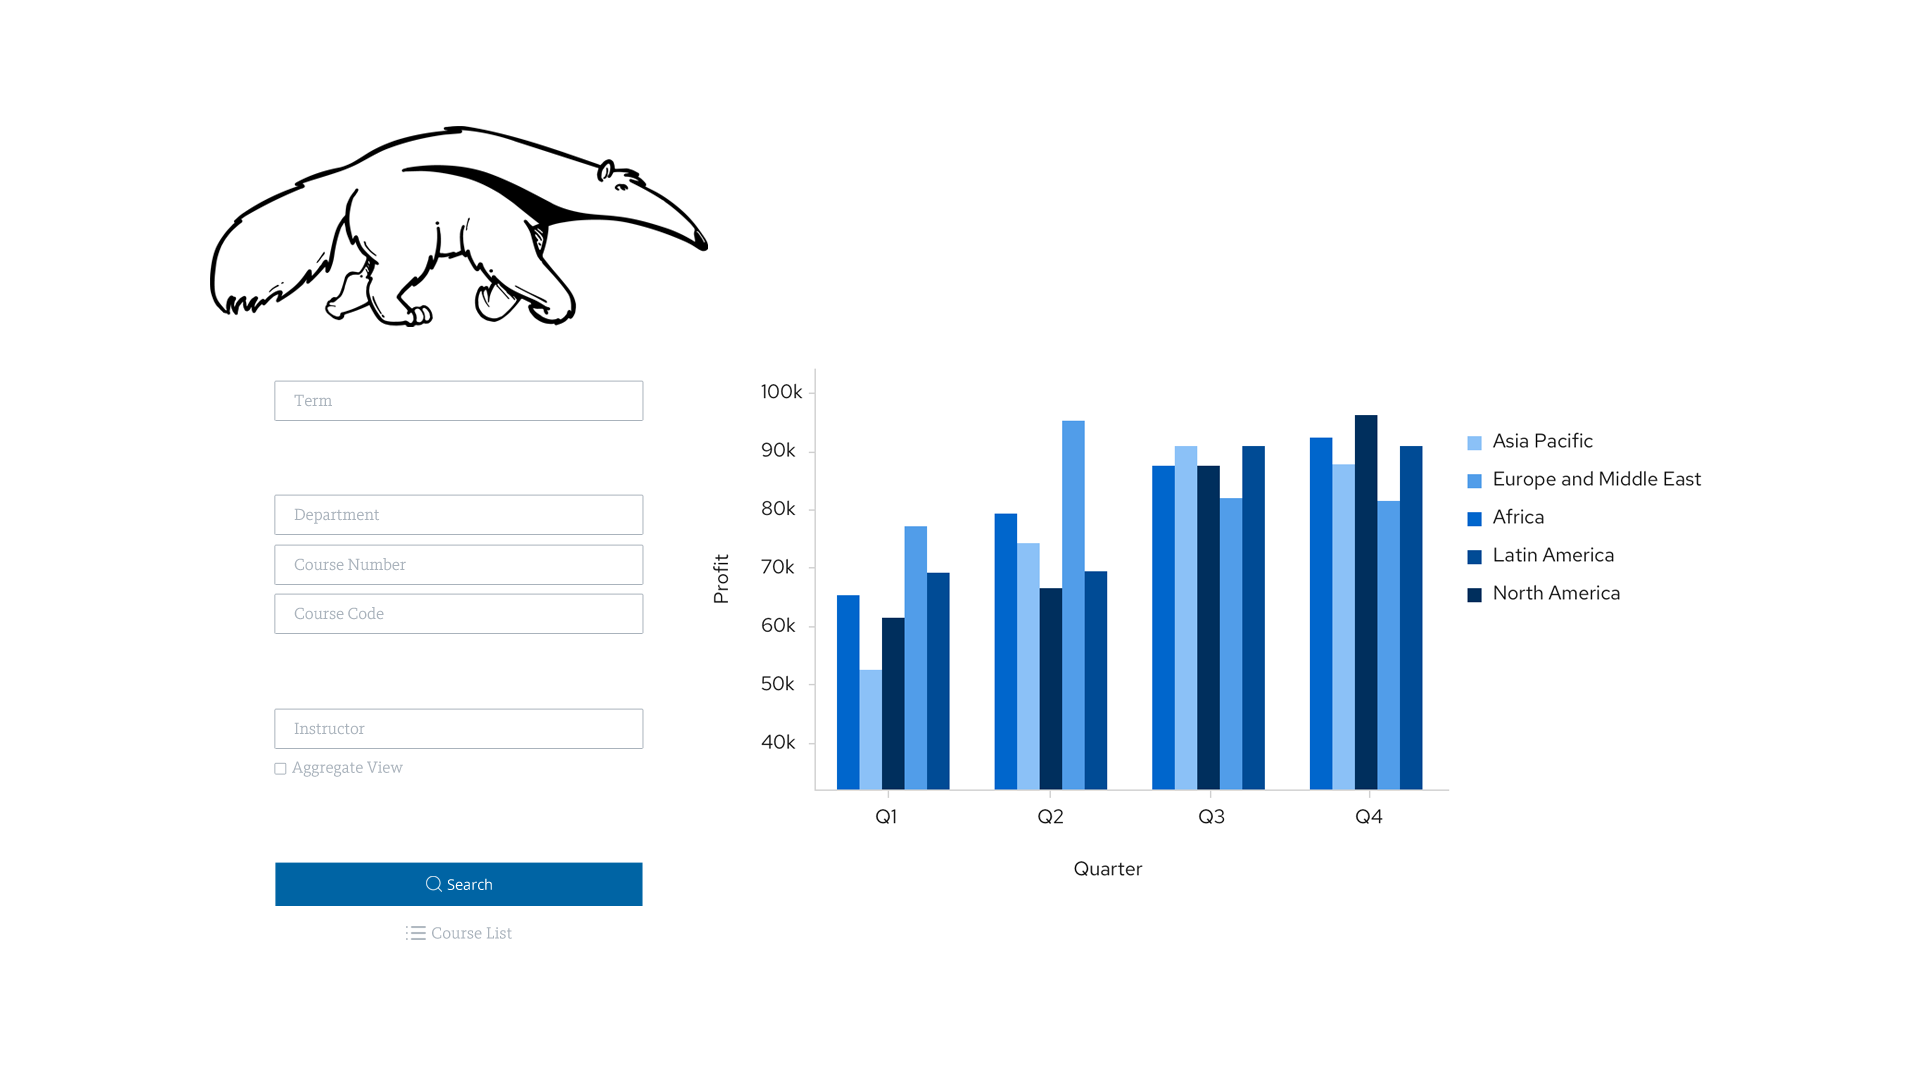 Term
Department
Course Number
Course Code
Instructor
Aggregate View
Search
Course List
100k
90k
80k
70k
60k
50k
40k
Profit
Q1 Q2 Q3 Q4
Quarter
Asia Pacific
Europe and Middle East
Africa
Latin America
North America